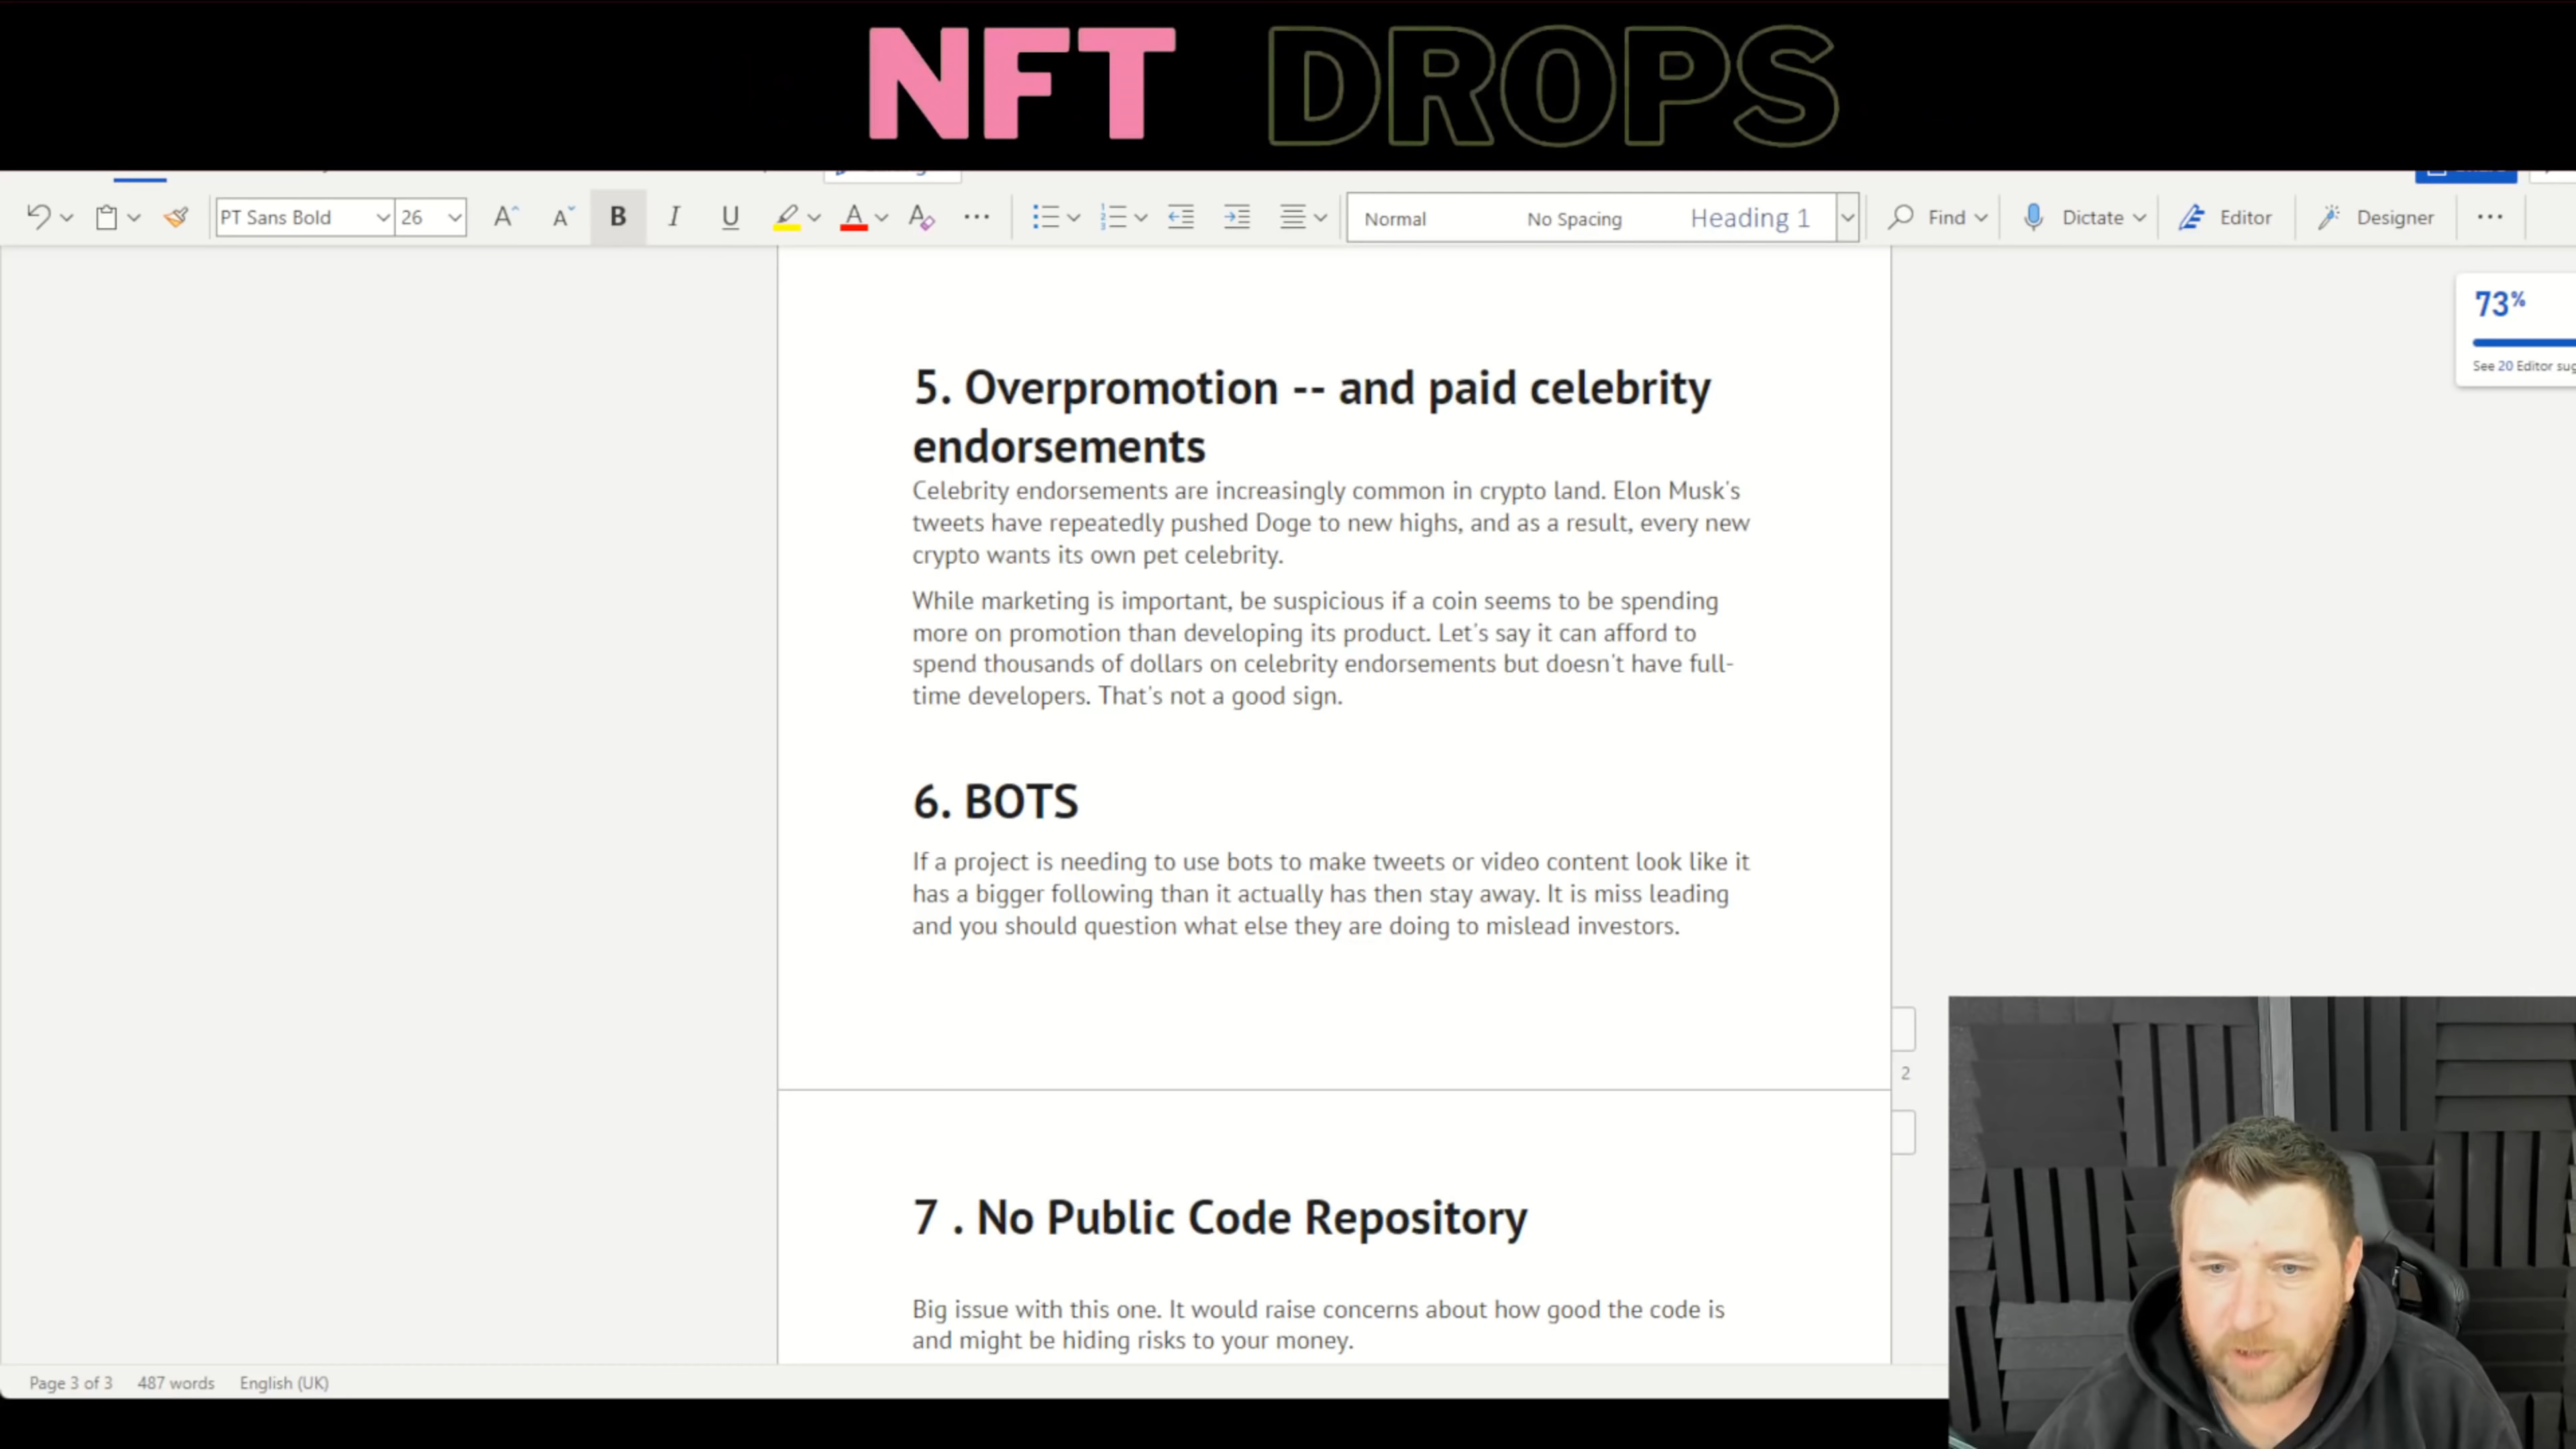 NFT DROPS
PT Sans Bold 26 A A B I U A A Normal No Spacing Heading 1 Find Dictate Editor Designer
73%
See 20 Editor
5. Overpromotion -- and paid celebrity
endorsements
Celebrity endorsements are increasingly common in crypto land. Elon Musk's
tweets have repeatedly pushed Doge to new highs, and as a result, every new
crypto wants its own pet celebrity.
While marketing is important, be suspicious if a coin seems to be spending
more on promotion than developing its product. Let's say it can afford to
spend thousands of dollars on celebrity endorsements but doesn't have full-
time developers. That's not a good sign.
6. BOTS
If a project is needing to use bots to make tweets or video content look like it
has a bigger following than it actually has then stay away. It is miss leading
and you should question what else they are doing to mislead investors.
2
7 . No Public Code Repository
Big issue with this one. It would raise concerns about how good the code is
and might be hiding risks to your money.
Page 3 of 3 487 words English (UK)